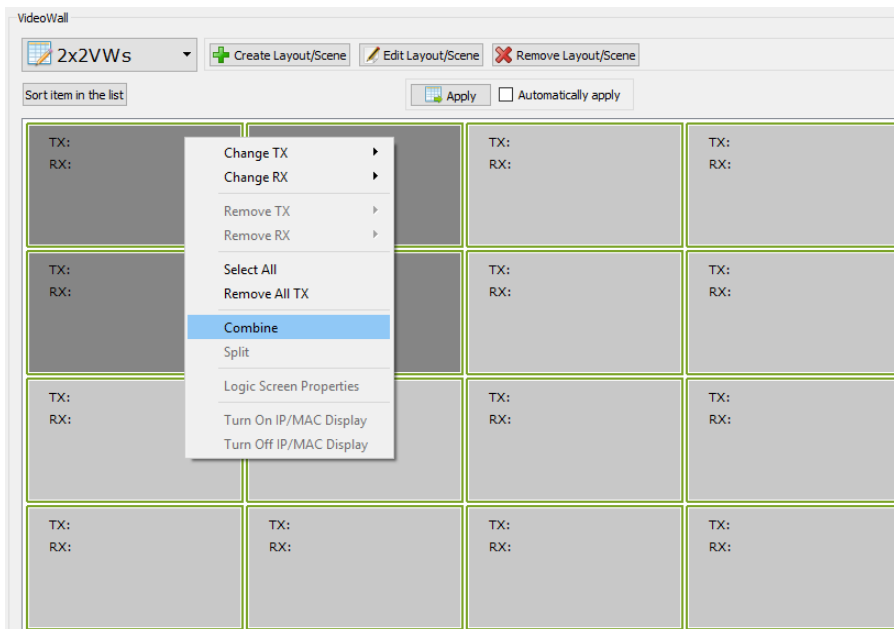 VideoWall
2x2VWs
Create Layout/Scene
Edit Layout/Scene
Remove Layout/Scene
Sort item in the list
Apply
Automatically apply
TX:
RX:
TX:
RX:
TX:
RX:
Change TX
Change RX
Remove TX
Remove RX
Select All
Remove All TX
Combine
Split
Logic Screen Properties
Turn On IP/MAC Display
Turn Off IP/MAC Display
TX:
RX:
TX:
RX:
TX:
RX:
TX:
RX:
TX:
RX:
TX:
RX:
TX:
RX:
TX:
RX:
TX:
RX:
TX:
RX: